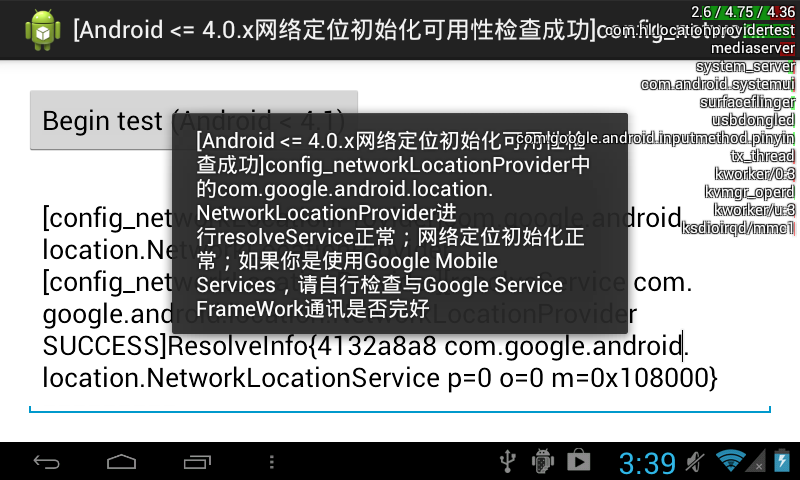 [Android <= 4.0.x网络定位初始化可用性检查成功]config_networkL
2.6 / 4.75 / 4.36
com.hl.locationprovidertest
mediaserver
system_server
com.android.systemui
surfaceflinger
usbdongled
com.google.android.inputmethod.pinyin
tx_thread
kworker/0:3
kvmgr_operd
kworker/u:3
ksdioirqd/mmc1
Begin test (Android < 4.1)
[Android <= 4.0.x网络定位初始化可用性检
查成功]config_networkLocationProvider中
的com.google.android.location.
NetworkLocationProvider进
行resolveService正常；网络定位初始化正
常；如果你是使用Google Mobile
Services，请自行检查与Google Service
FrameWork通讯是否完好
[config_netw com.google.android.
location.Netw
[config_netw com.
google.android.location.NetworkLocationProvider
SUCCESS]ResolveInfo{4132a8a8 com.google.android.
location.NetworkLocationService p=0 o=0 m=0x108000}
3:39